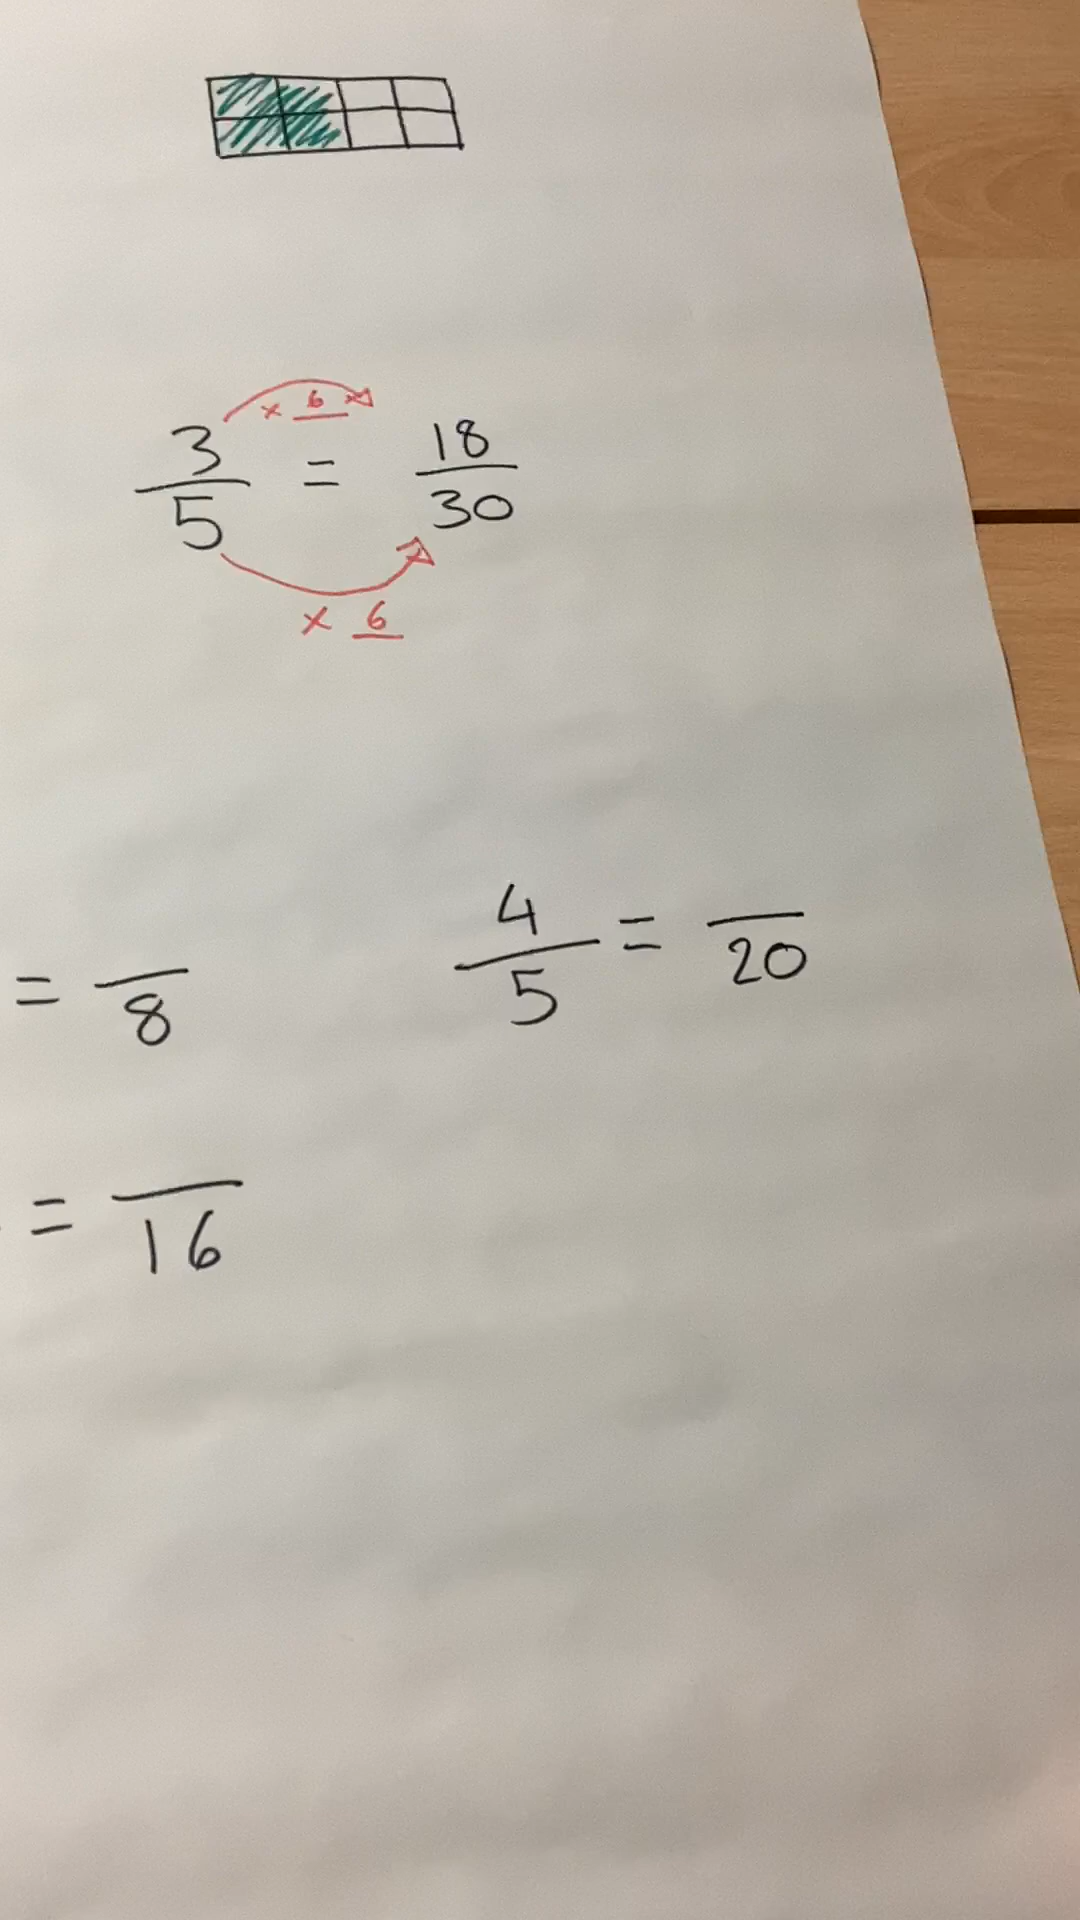 × 6
3/5 = 18/30
× 6
= /8
4/5 = /20
= /16